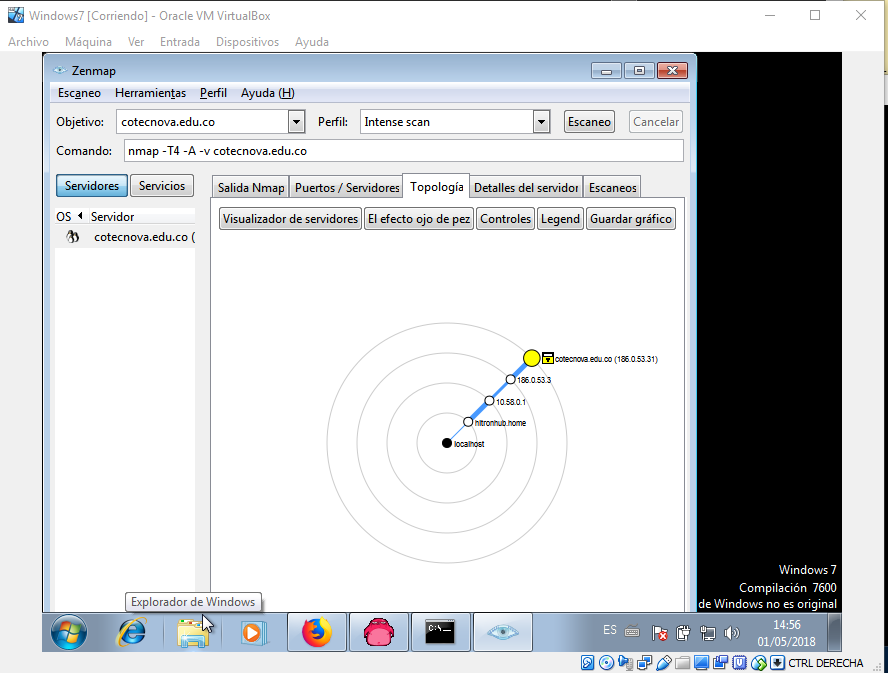 Windows7 [Corriendo] - Oracle VM VirtualBox
Archivo Máquina Ver Entrada Dispositivos Ayuda
Zenmap
Escaneo Herramientas Perfil Ayuda (H)
Objetivo: cotecnova.edu.co Perfil: Intense scan Escaneo Cancelar
Comando: nmap -T4 -A -v cotecnova.edu.co
Servidores Servicios Salida Nmap Puertos / Servidores Topología Detalles del servidor Escaneos
OS Servidor
Visualizador de servidores El efecto ojo de pez Controles Legend Guardar gráfico
cotecnova.edu.co (
cotecnova.edu.co (186.0.53.31)
186.0.53.3
10.58.0.1
hitronhub.home
localhost
Windows 7
Compilación 7600
de Windows no es original
Explorador de Windows
C:\
ES
14:56
01/05/2018
CTRL DERECHA